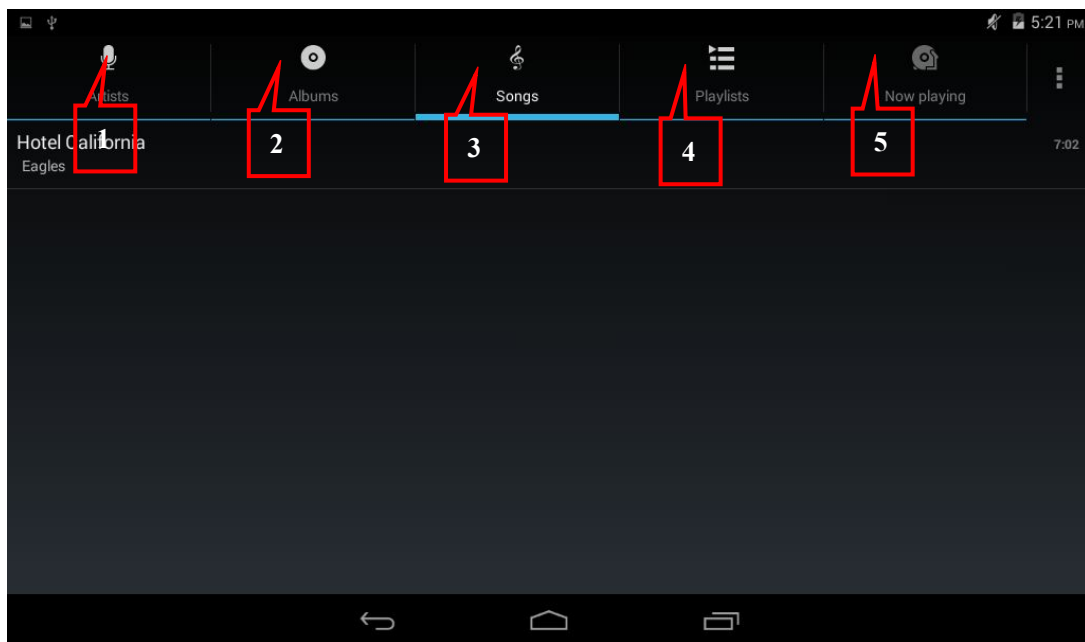 5:21 PM
Artists Albums Songs Playlists Now playing
1 2 3 4 5
Hotel California 7:02
Eagles